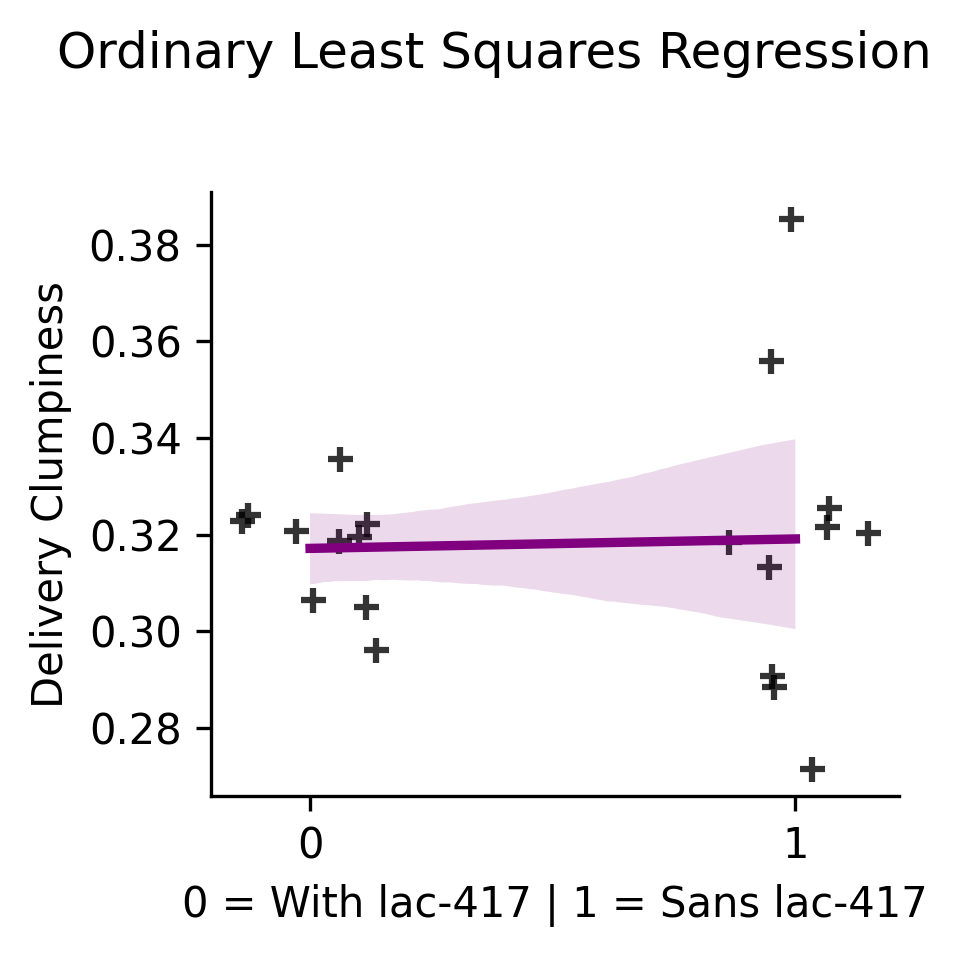 Ordinary Least Squares Regression
Delivery Clumpiness
0.38
0.36
0.34
0.32
0.30
0.28
0
1
0 = With lac-417 | 1 = Sans lac-417